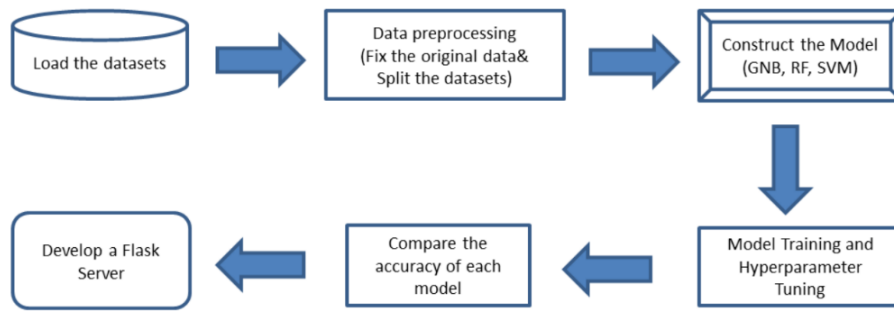 Load the datasets
Data preprocessing
(Fix the original data&
Split the datasets)
Construct the Model
(GNB, RF, SVM)
Model Training and
Hyperparameter
Tuning
Compare the
accuracy of each
model
Develop a Flask
Server